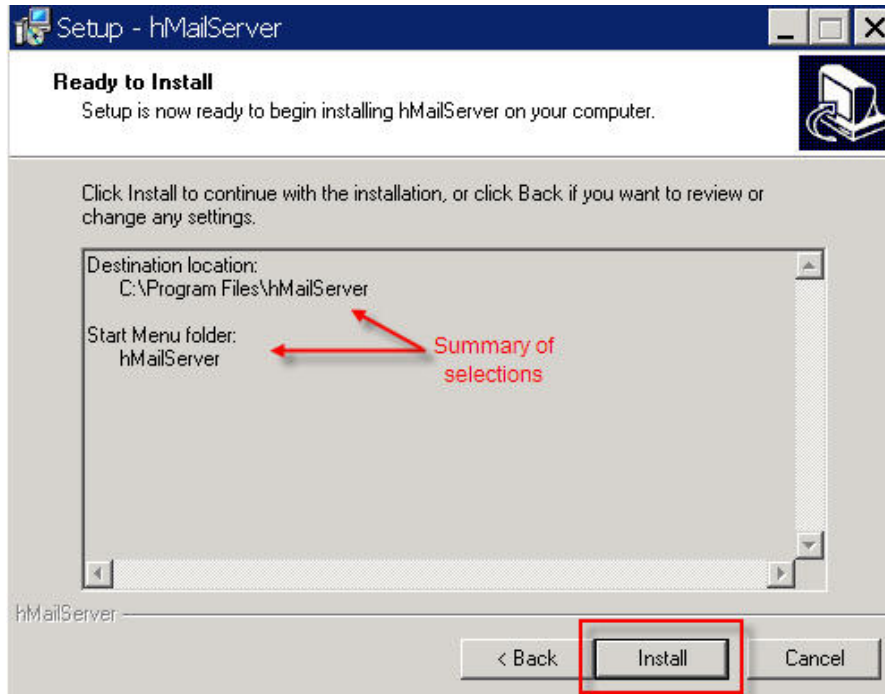 Setup - hMailServer
Ready to Install
Setup is now ready to begin installing hMailServer on your computer.
Click Install to continue with the installation, or click Back if you want to review or
change any settings.
Destination location:
C:\Program Files\hMailServer
Start Menu folder:
hMailServer
Summary of
selections
hMailServer
< Back
Install
Cancel